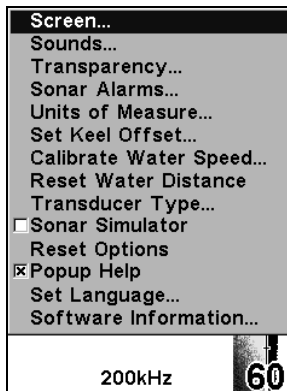 Screen...
Sounds...
Transparency...
Sonar Alarms...
Units of Measure...
Set Keel Offset...
Calibrate Water Speed...
Reset Water Distance
Transducer Type...
Sonar Simulator
Reset Options
Popup Help
Set Language...
Software Information...
200kHz 60